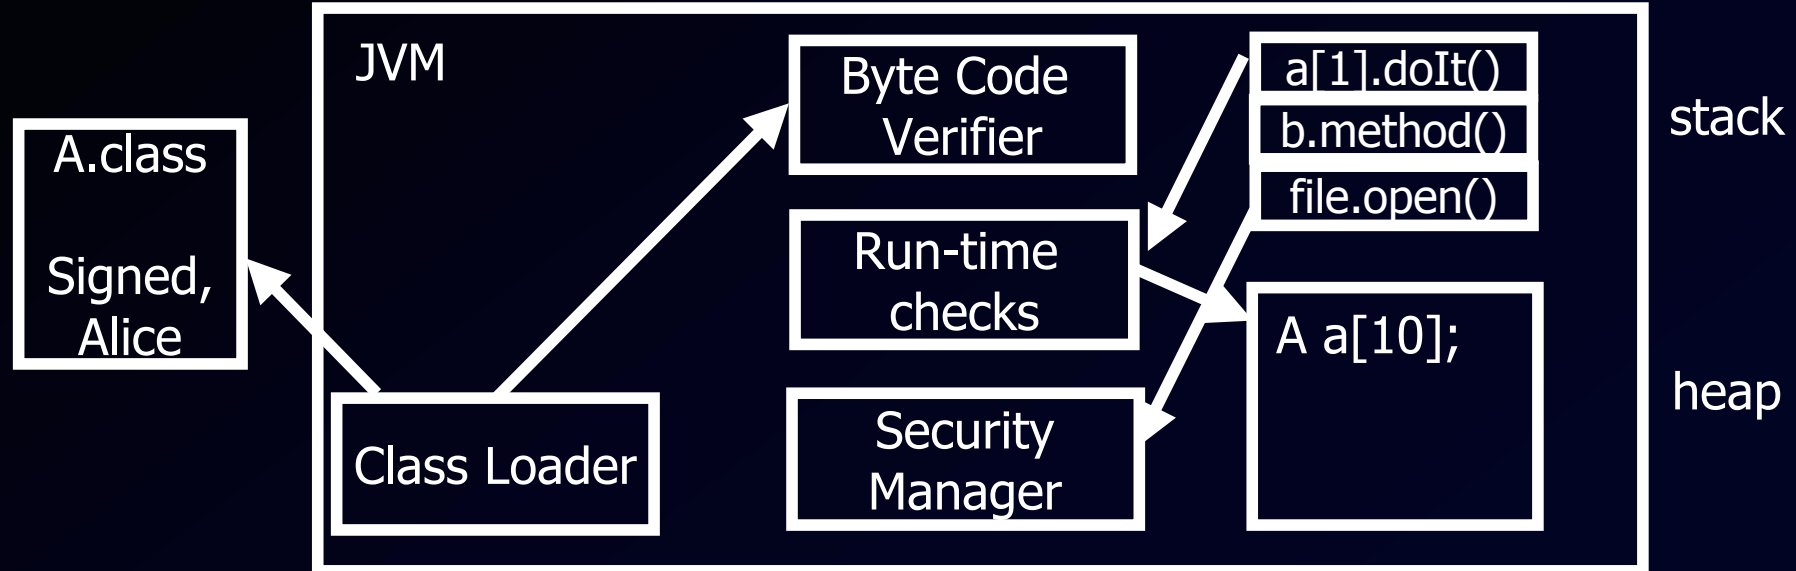 JVM
A.class
Signed,
Alice
Class Loader
Byte Code
Verifier
Run-time
checks
Security
Manager
a[1].doIt()
b.method()
file.open()
stack
A a[10];
heap